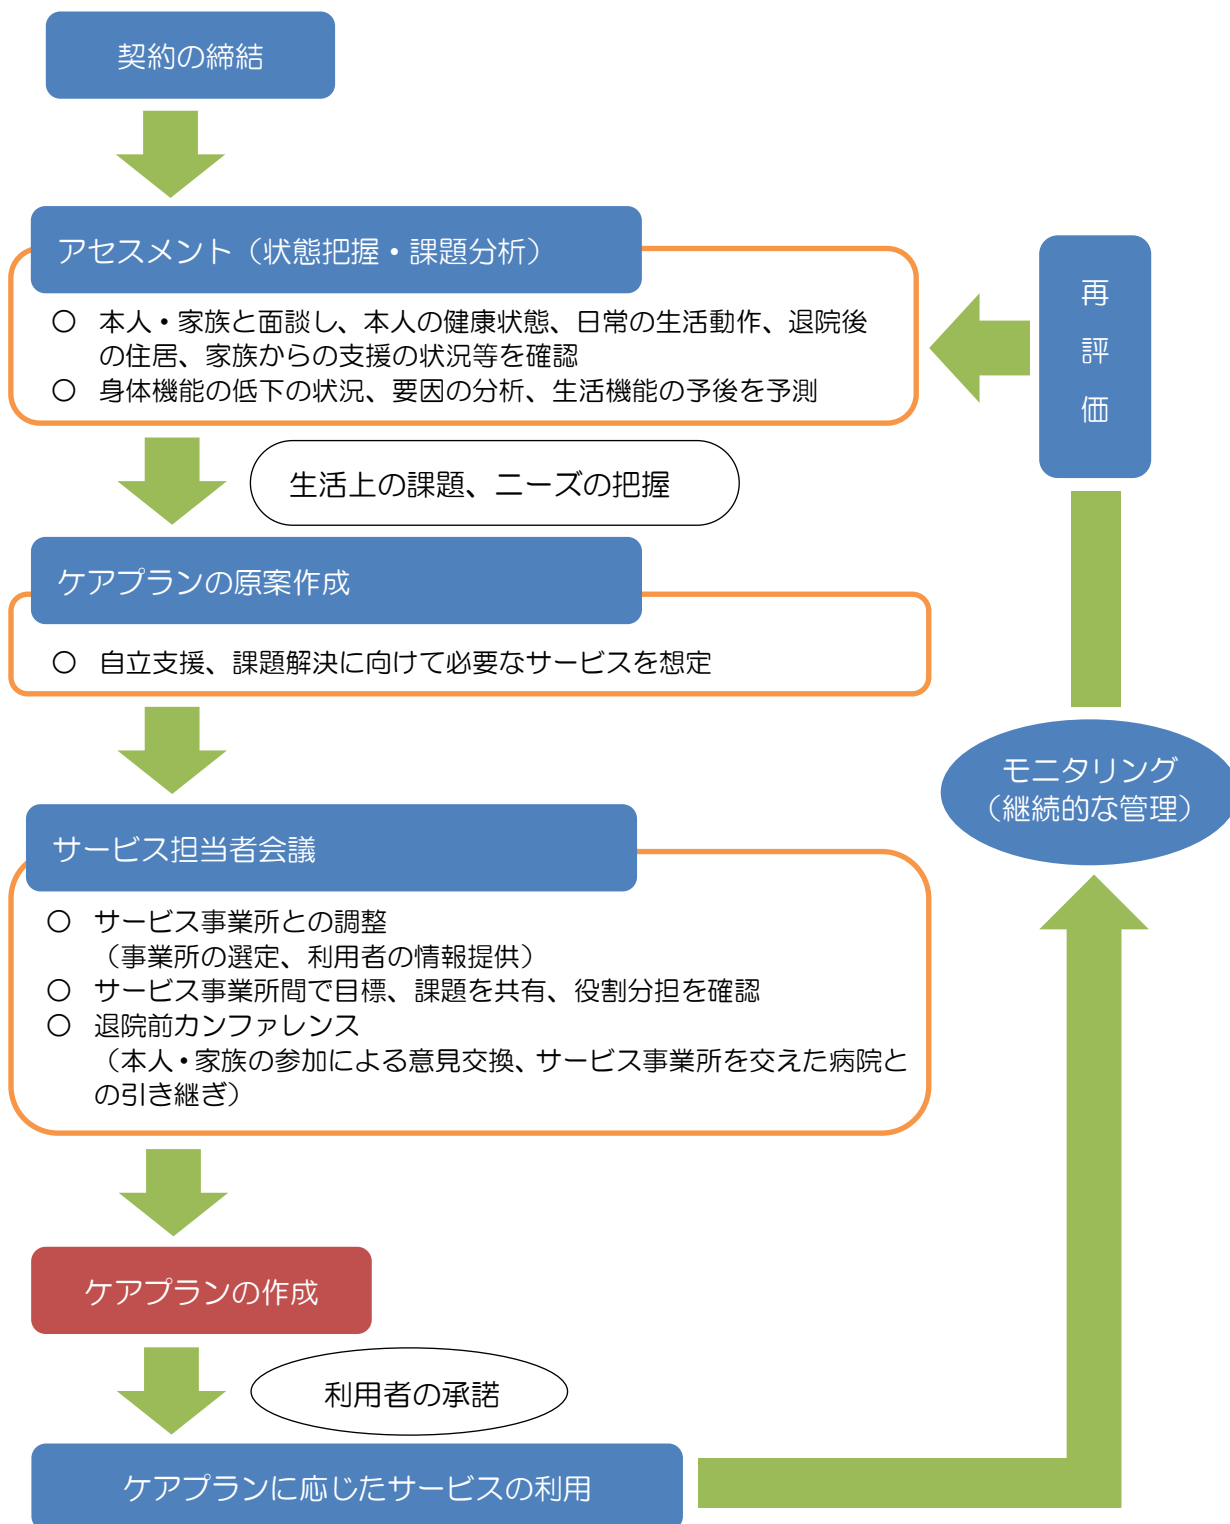 契約の締結
アセスメント（状態把握・課題分析）
〇 本人・家族と面談し、本人の健康状態、日常の生活動作、退院後
の住居、家族からの支援の状況等を確認
〇 身体機能の低下の状況、要因の分析、生活機能の予後を予測
再
評
価
生活上の課題、ニーズの把握
ケアプランの原案作成
〇 自立支援、課題解決に向けて必要なサービスを想定
モニタリング
（継続的な管理）
サービス担当者会議
〇 サービス事業所との調整
（事業所の選定、利用者の情報提供）
〇 サービス事業所間で目標、課題を共有、役割分担を確認
〇 退院前カンファレンス
（本人・家族の参加による意見交換、サービス事業所を交えた病院と
の引き継ぎ）
ケアプランの作成
利用者の承諾
ケアプランに応じたサービスの利用